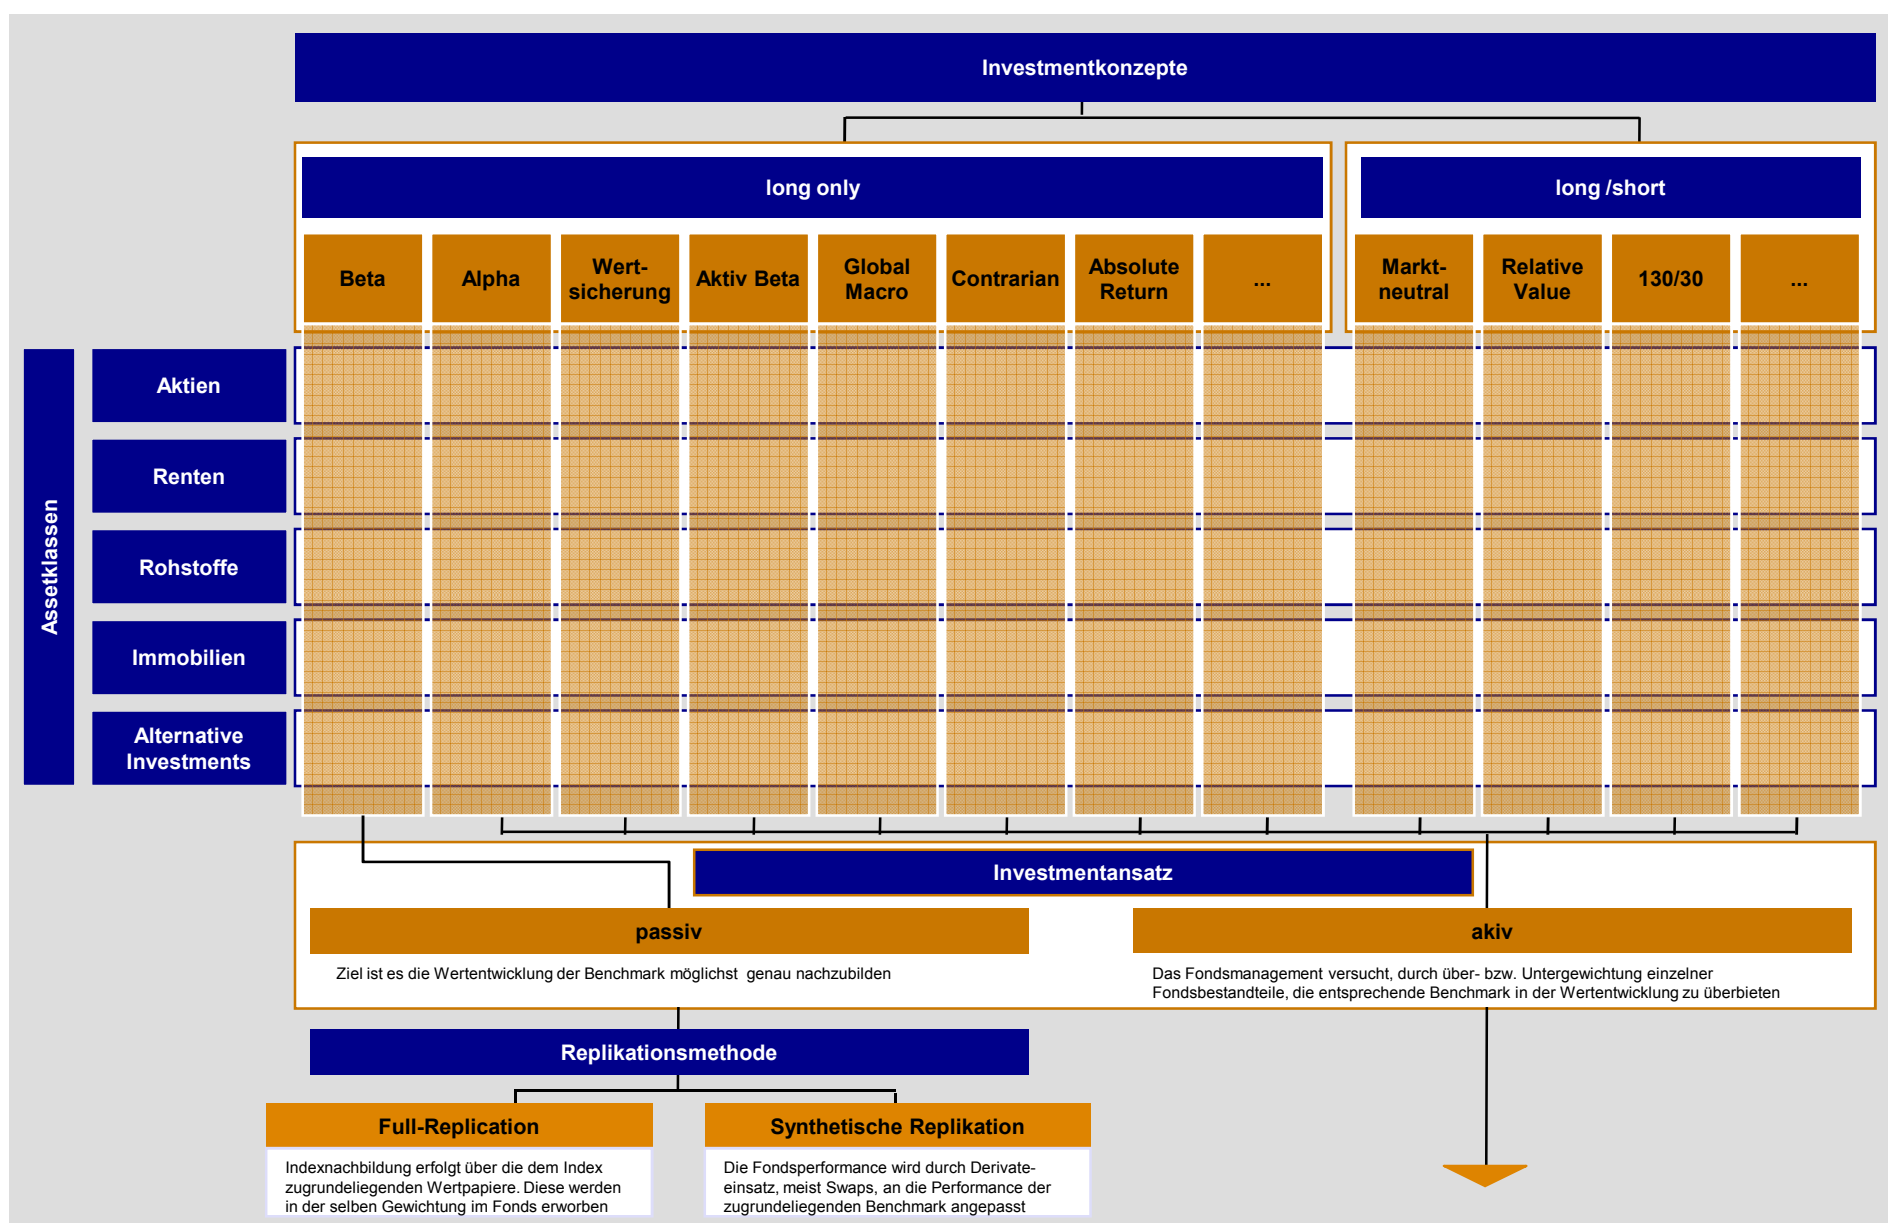 Investmentkonzepte
long only
long /short
Beta
Alpha
Wert-
sicherung
Aktiv Beta
Global
Macro
Contrarian
Absolute
Return
...
Markt-
neutral
Relative
Value
130/30
...
Assetklassen
Aktien
Renten
Rohstoffe
Immobilien
Alternative
Investments
Investmentansatz
passiv
Ziel ist es die Wertentwicklung der Benchmark möglichst genau nachzubilden
akiv
Das Fondsmanagement versucht, durch über- bzw. Untergewichtung einzelner
Fondsbestandteile, die entsprechende Benchmark in der Wertentwicklung zu überbieten
Replikationsmethode
Full-Replication
Indexnachbildung erfolgt über die dem Index
zugrundeliegenden Wertpapiere. Diese werden
in der selben Gewichtung im Fonds erworben
Synthetische Replikation
Die Fondsperformance wird durch Derivate-
einsatz, meist Swaps, an die Performance der
zugrundeliegenden Benchmark angepasst